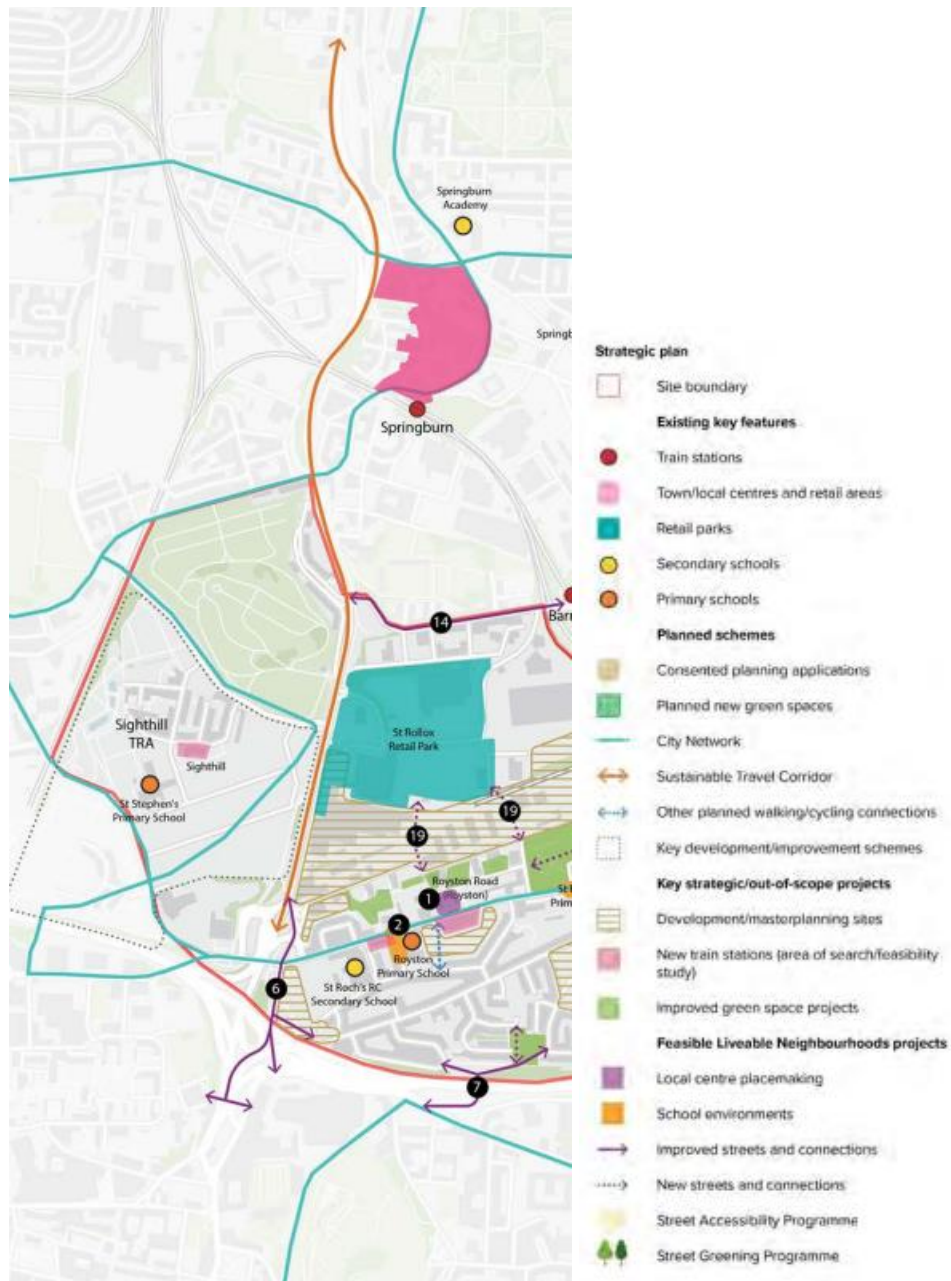 Springburn
Academy
Springb
Springburn
Barr
14
St Rollox
Retail Park
Sighthill
TRA
Sighthill
St Stephen's
Primary School
19
19
Royston Road
(Royston)
1
St
Prim
2
Royston
Primary School
St Roch's RC
Secondary School
6
7
Strategic plan
Site boundary
Existing key features
Train stations
Town/local centres and retail areas
Retail parks
Secondary schools
Primary schools
Planned schemes
Consented planning applications
Planned new green spaces
City Network
Sustainable Travel Corridor
Other planned walking/cycling connections
Key development/improvement schemes
Key strategic/out-of-scope projects
Development/masterplanning sites
New train stations (area of search/feasibility
study)
Improved green space projects
Feasible Liveable Neighbourhoods projects
Local centre placemaking
School environments
Improved streets and connections
New streets and connections
Street Accessibility Programme
Street Greening Programme